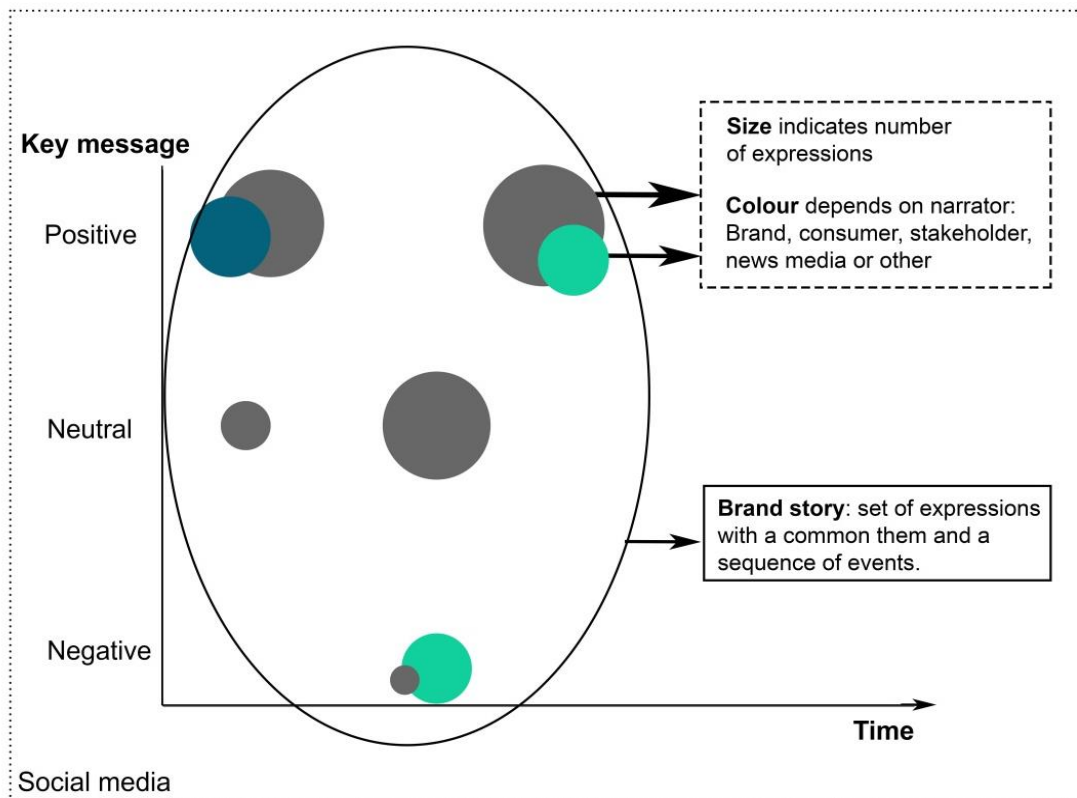 Key message
Positive
Neutral
Negative
Time
Social media
Size indicates number
of expressions
Colour depends on narrator:
Brand, consumer, stakeholder,
news media or other
Brand story: set of expressions
with a common them and a
sequence of events.